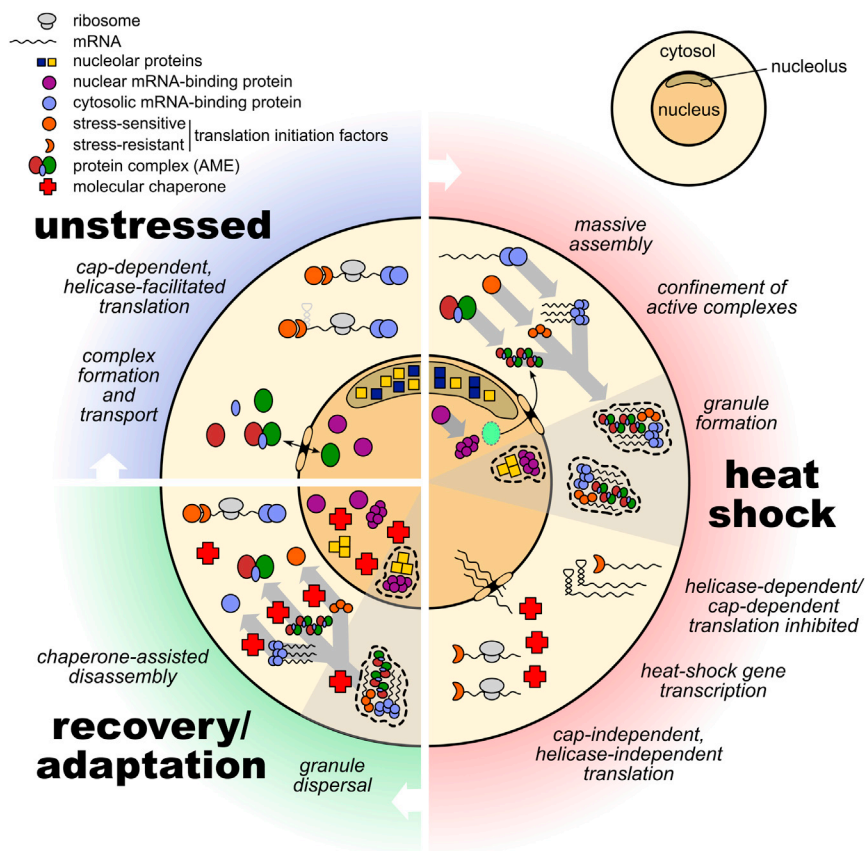 ribosome
mRNA
nucleolar proteins
nuclear mRNA-binding protein
cytosolic mRNA-binding protein
stress-sensitive
translation initiation factors
stress-resistant
protein complex (AME)
molecular chaperone
cytosol
nucleolus
nucleus
unstressed
cap-dependent,
helicase-facilitated
translation
complex
formation
and
transport
massive
assembly
confinement of
active complexes
granule
formation
heat
shock
helicase-dependent/
cap-dependent
translation inhibited
heat-shock gene
transcription
cap-independent,
helicase-independent
translation
chaperone-assisted
disassembly
recovery/
adaptation
granule
dispersal